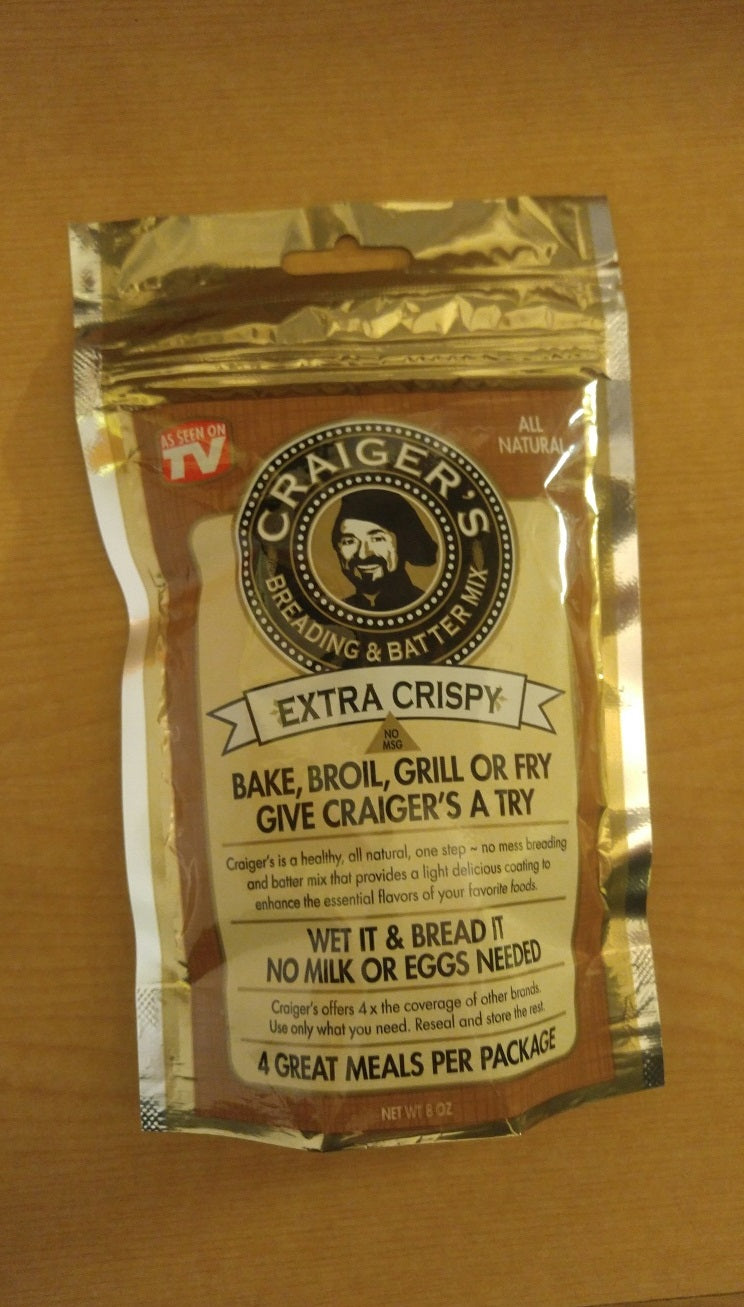 AS SEEN ON
TV
ALL
NATURAL
CRAIGER'S
BREADING & BATTER MIX
EXTRA CRISPY
NO
MSG
BAKE, BROIL, GRILL OR FRY
GIVE CRAIGER'S A TRY
Craiger's is a healthy, all natural, one step ~ no mess breading
and batter mix that provides a light delicious coating to
enhance the essential flavors of your favorite foods.
WET IT & BREAD IT
NO MILK OR EGGS NEEDED
Craiger's offers 4 x the coverage of other brands.
Use only what you need. Reseal and store the rest.
4 GREAT MEALS PER PACKAGE
NET WT 8 OZ